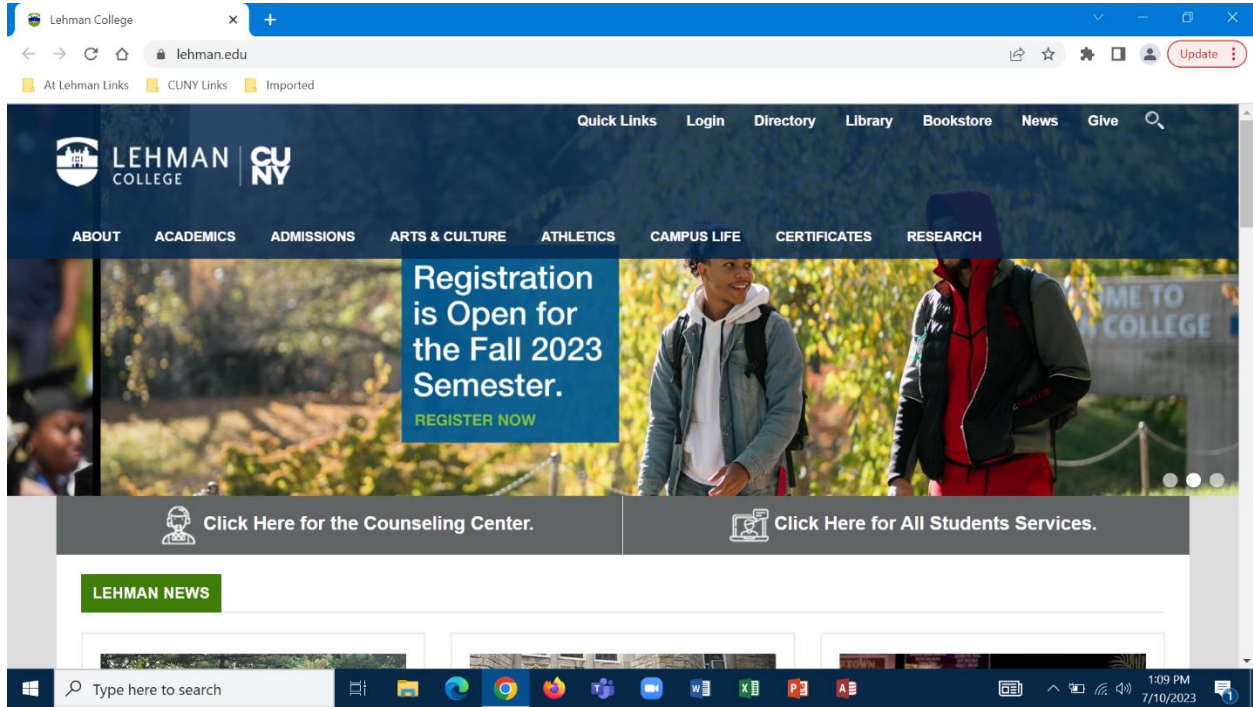 Lehman College
lehman.edu
Update
At Lehman Links CUNY Links Imported
Quick Links Login Directory Library Bookstore News Give
LEHMAN
COLLEGE
CU
NY
ABOUT ACADEMICS ADMISSIONS ARTS & CULTURE ATHLETICS CAMPUS LIFE CERTIFICATES RESEARCH
Registration
is Open for
the Fall 2023
Semester.
REGISTER NOW
ME TO
COLLEGE
Click Here for the Counseling Center.
Click Here for All Students Services.
LEHMAN NEWS
Type here to search
1:09 PM
7/10/2023
1